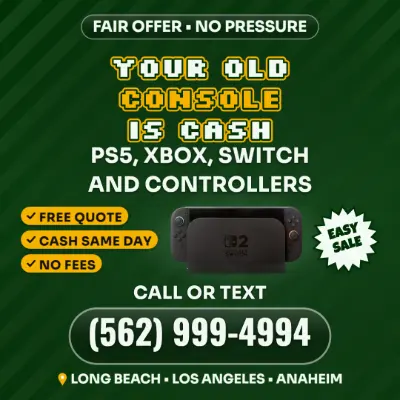 FAIR OFFER • NO PRESSURE
YOUR OLD
CONSOLE
IS CASH
PS5, XBOX, SWITCH
AND CONTROLLERS
✓ FREE QUOTE
✓ CASH SAME DAY
✓ NO FEES
2
EASY
SALE
CALL OR TEXT
(562) 999-4994
LONG BEACH • LOS ANGELES • ANAHEIM